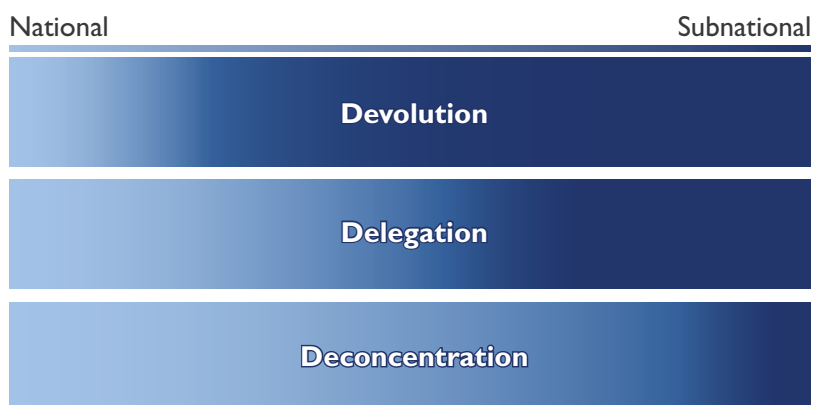 National Subnational
Devolution
Delegation
Deconcentration